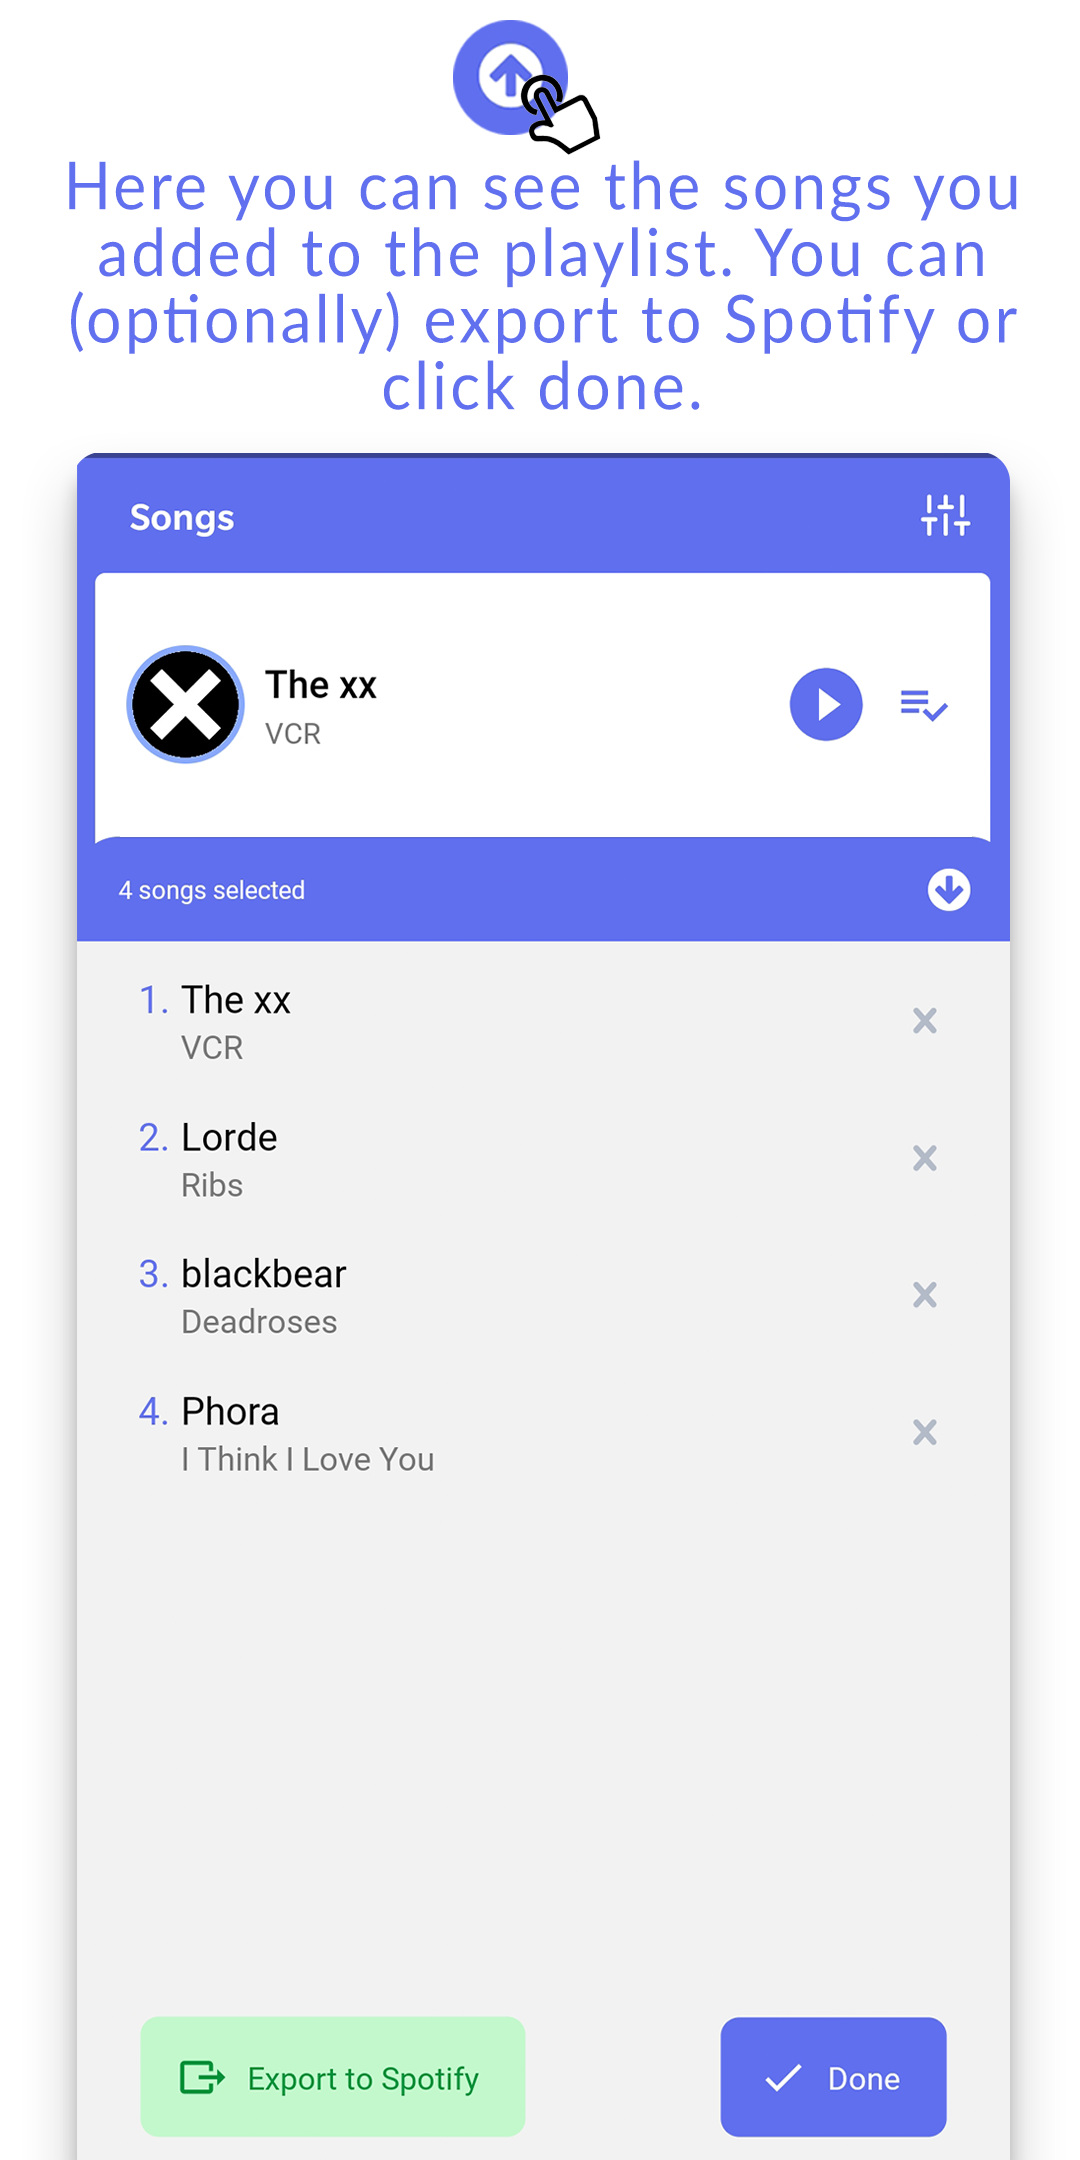 Here you can see the songs you
added to the playlist. You can
(optionally) export to Spotify or
click done.
Songs
The xx
VCR
4 songs selected
1. The xx
VCR
2. Lorde
Ribs
3. blackbear
Deadroses
4. Phora
I Think I Love You
Export to Spotify
Done